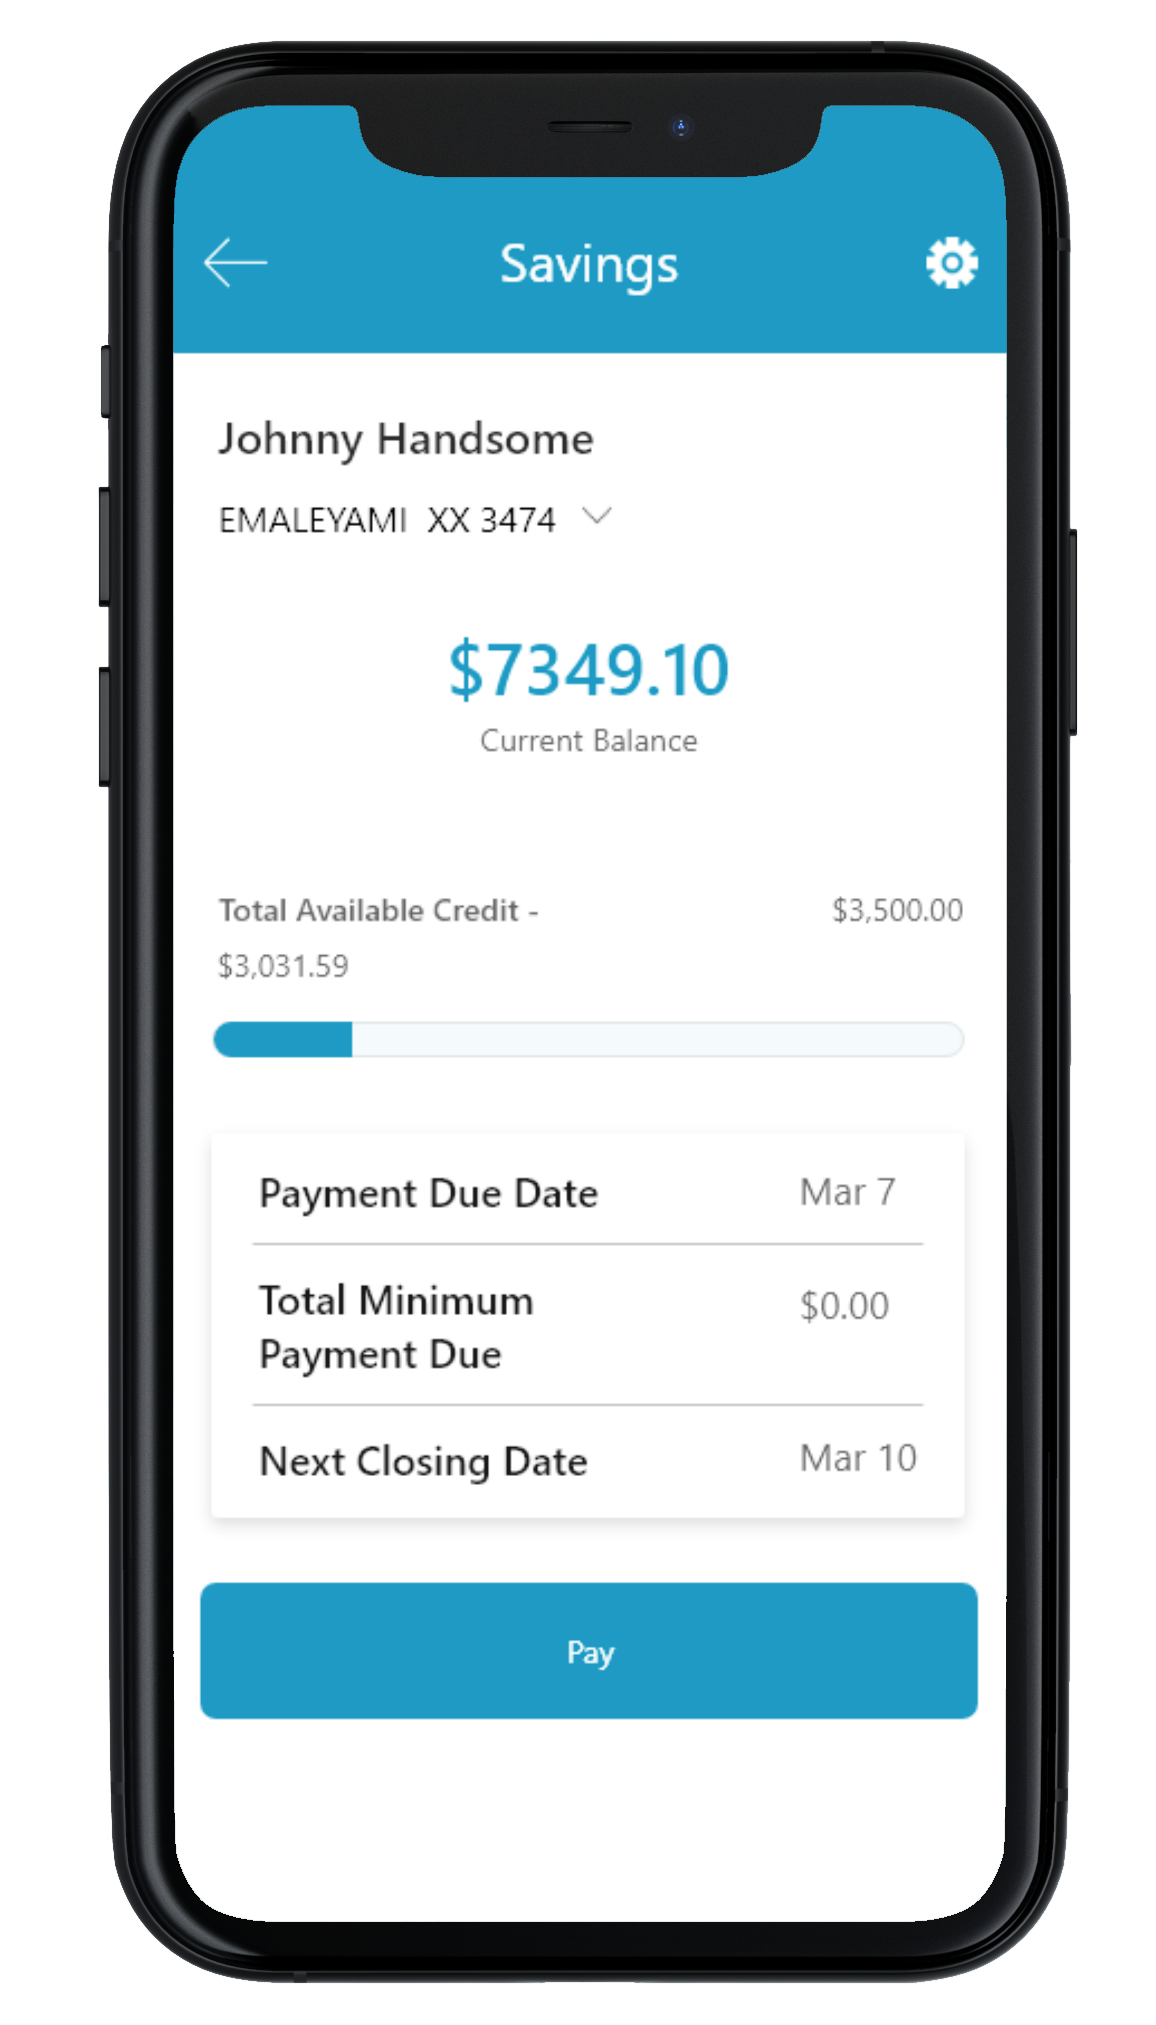 Savings
Johnny Handsome
EMALEYAMI XX 3474
$7349.10
Current Balance
Total Available Credit - $3,500.00
$3,031.59
Payment Due Date Mar 7
Total Minimum $0.00
Payment Due
Next Closing Date Mar 10
Pay